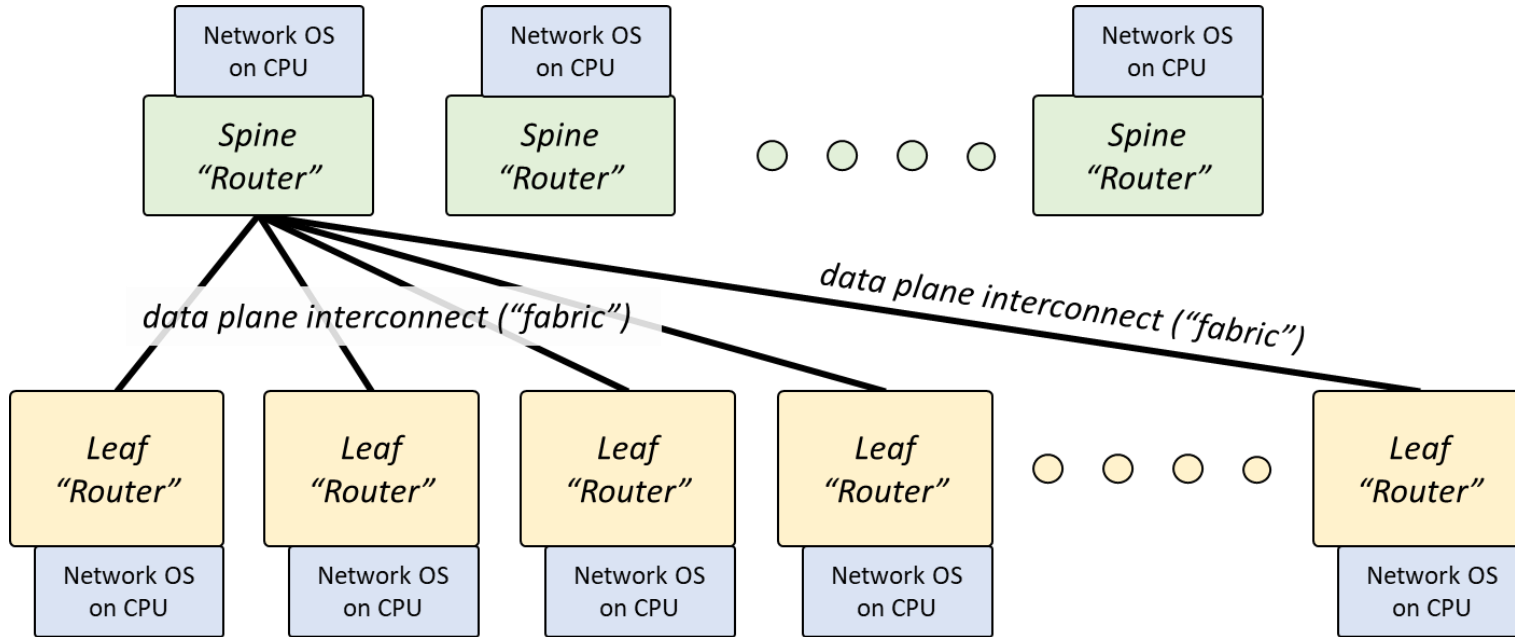 Network OS
on CPU
Network OS
on CPU
Network OS
on CPU
Spine
“Router”
Spine
“Router”
Spine
“Router”
data plane interconnect (“fabric”)
data plane interconnect (“fabric”)
Leaf
“Router”
Leaf
“Router”
Leaf
“Router”
Leaf
“Router”
Leaf
“Router”
Network OS
on CPU
Network OS
on CPU
Network OS
on CPU
Network OS
on CPU
Network OS
on CPU